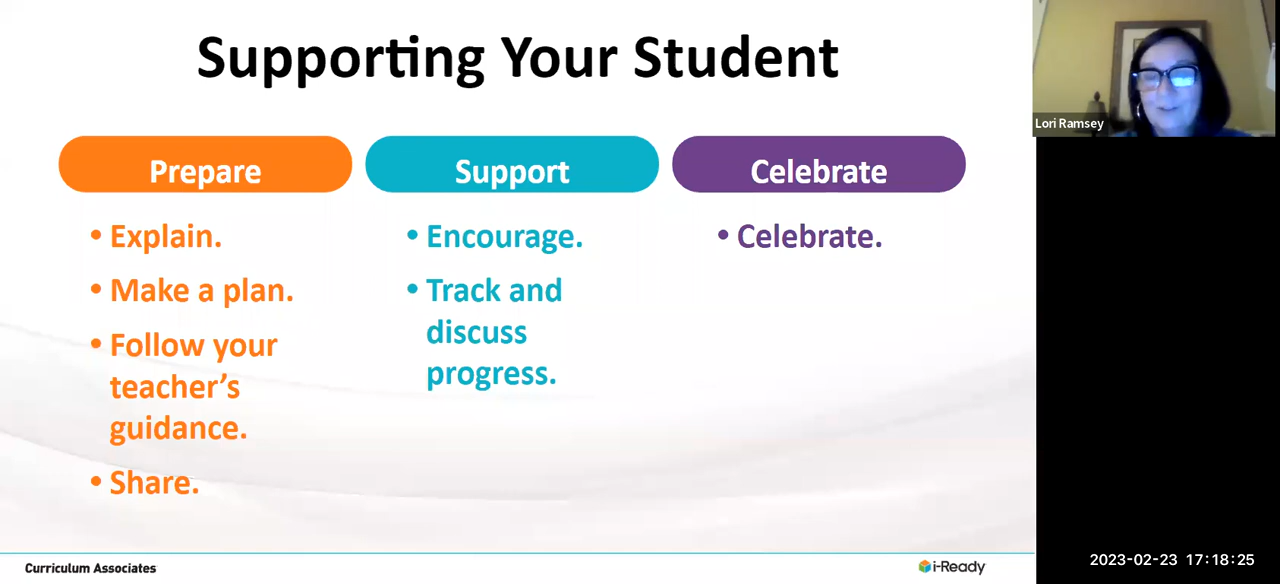 Supporting Your Student
Prepare
• Explain.
• Make a plan.
• Follow your
teacher's
guidance.
• Share.
Support
• Encourage.
• Track and
discuss
progress.
Celebrate
• Celebrate.
Curriculum Associates
i-Ready
Lori Ramsey
2023-02-23 17:18:25